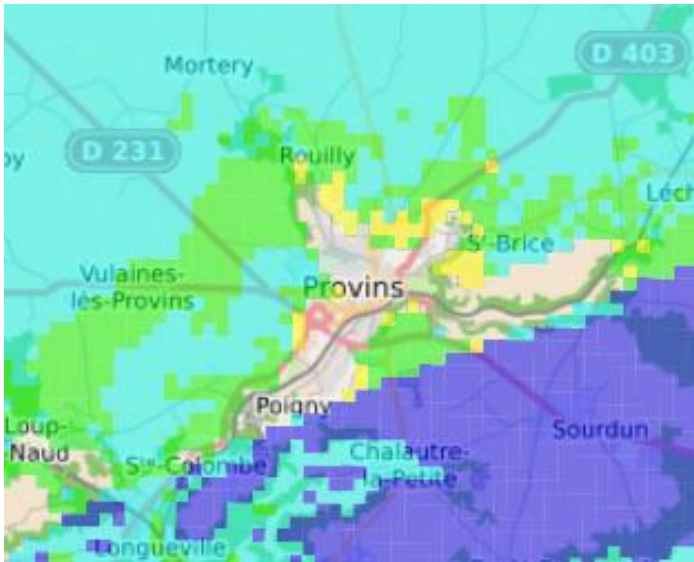 Mortery
D 403
D 231
Rouilly
Léch
St-Brice
Vulaines-
lès-Provins
Provins
Poigny
Loup-
Naud
Ste-Colombe
Sourdun
Chalautre-
la-Petite
Longueville